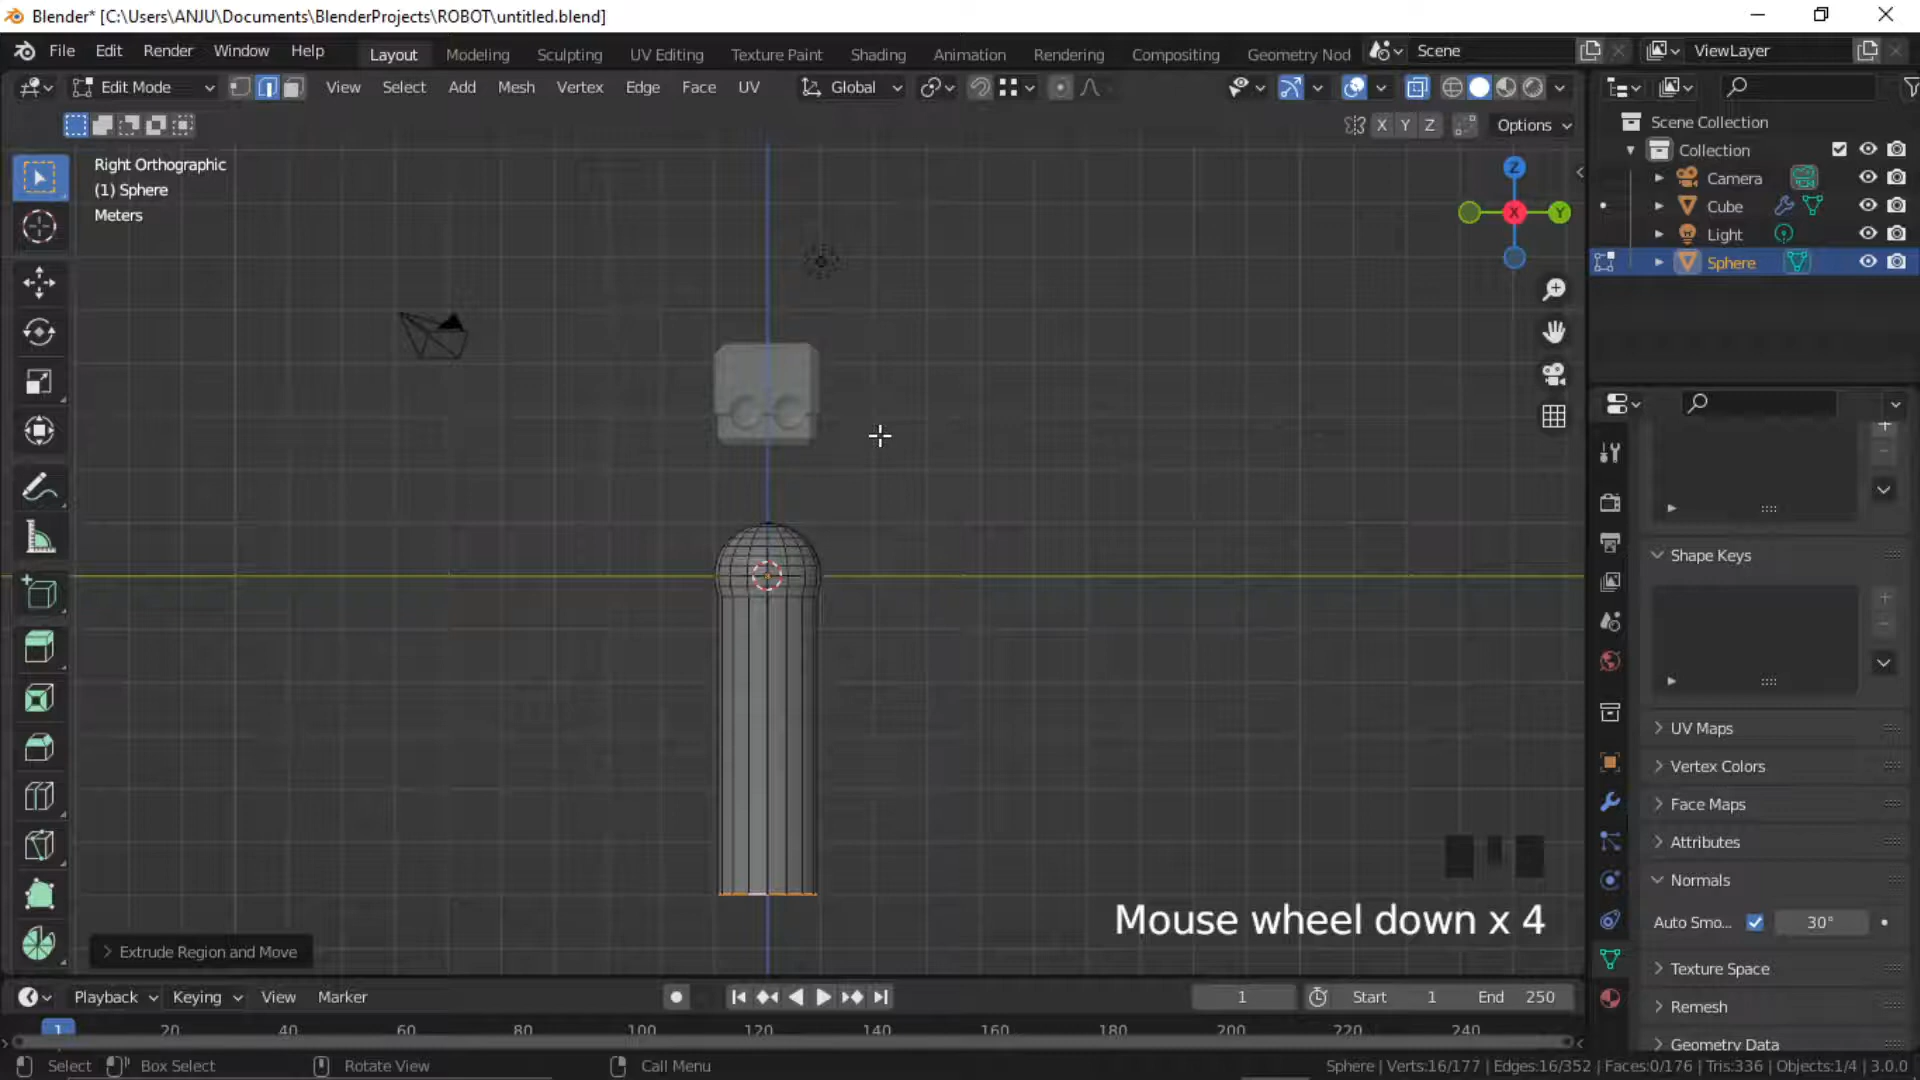 Blender* [C:\Users\ANJU\Documents\BlenderProjects\ROBOT\untitled.blend]
File Edit Render Window Help Layout Modeling Sculpting UV Editing Texture Paint Shading Animation Rendering Compositing Geometry Nod Scene ViewLayer
Edit Mode View Select Add Mesh Vertex Edge Face UV Global
X Y Z Options
Right Orthographic
(1) Sphere
Meters
Z
X Y
Scene Collection
Collection
Camera
Cube
Light
Sphere
Shape Keys
UV Maps
Vertex Colors
Face Maps
Attributes
Normals
Auto Smo... 30°
Texture Space
Remesh
Geometry Data
Mouse wheel down x 4
Extrude Region and Move
Playback Keying View Marker 1 Start 1 End 250
1 20 40 60 80 100 120 140 160 180 200 220 240
Select Box Select Rotate View Call Menu Sphere | Verts:16/177 | Edges:16/352 | Faces:0/176 | Tris:336 | Objects:1/4 | 3.0.0